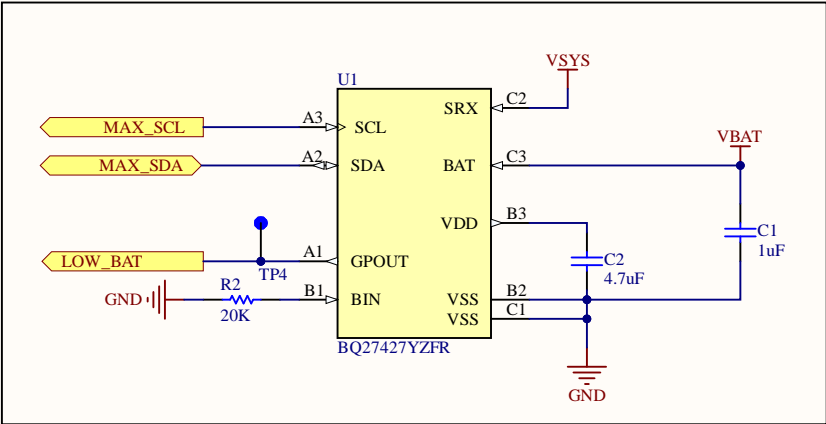 VSYS
U1
C2
SRX
MAX_SCL
A3
SCL
VBAT
MAX_SDA
A2
SDA
BAT
C3
VDD
B3
C1
1uF
LOW_BAT
A1
GPOUT
TP4
C2
4.7uF
R2
GND
20K
B1
BIN
VSS
B2
VSS
C1
BQ27427YZFR
GND